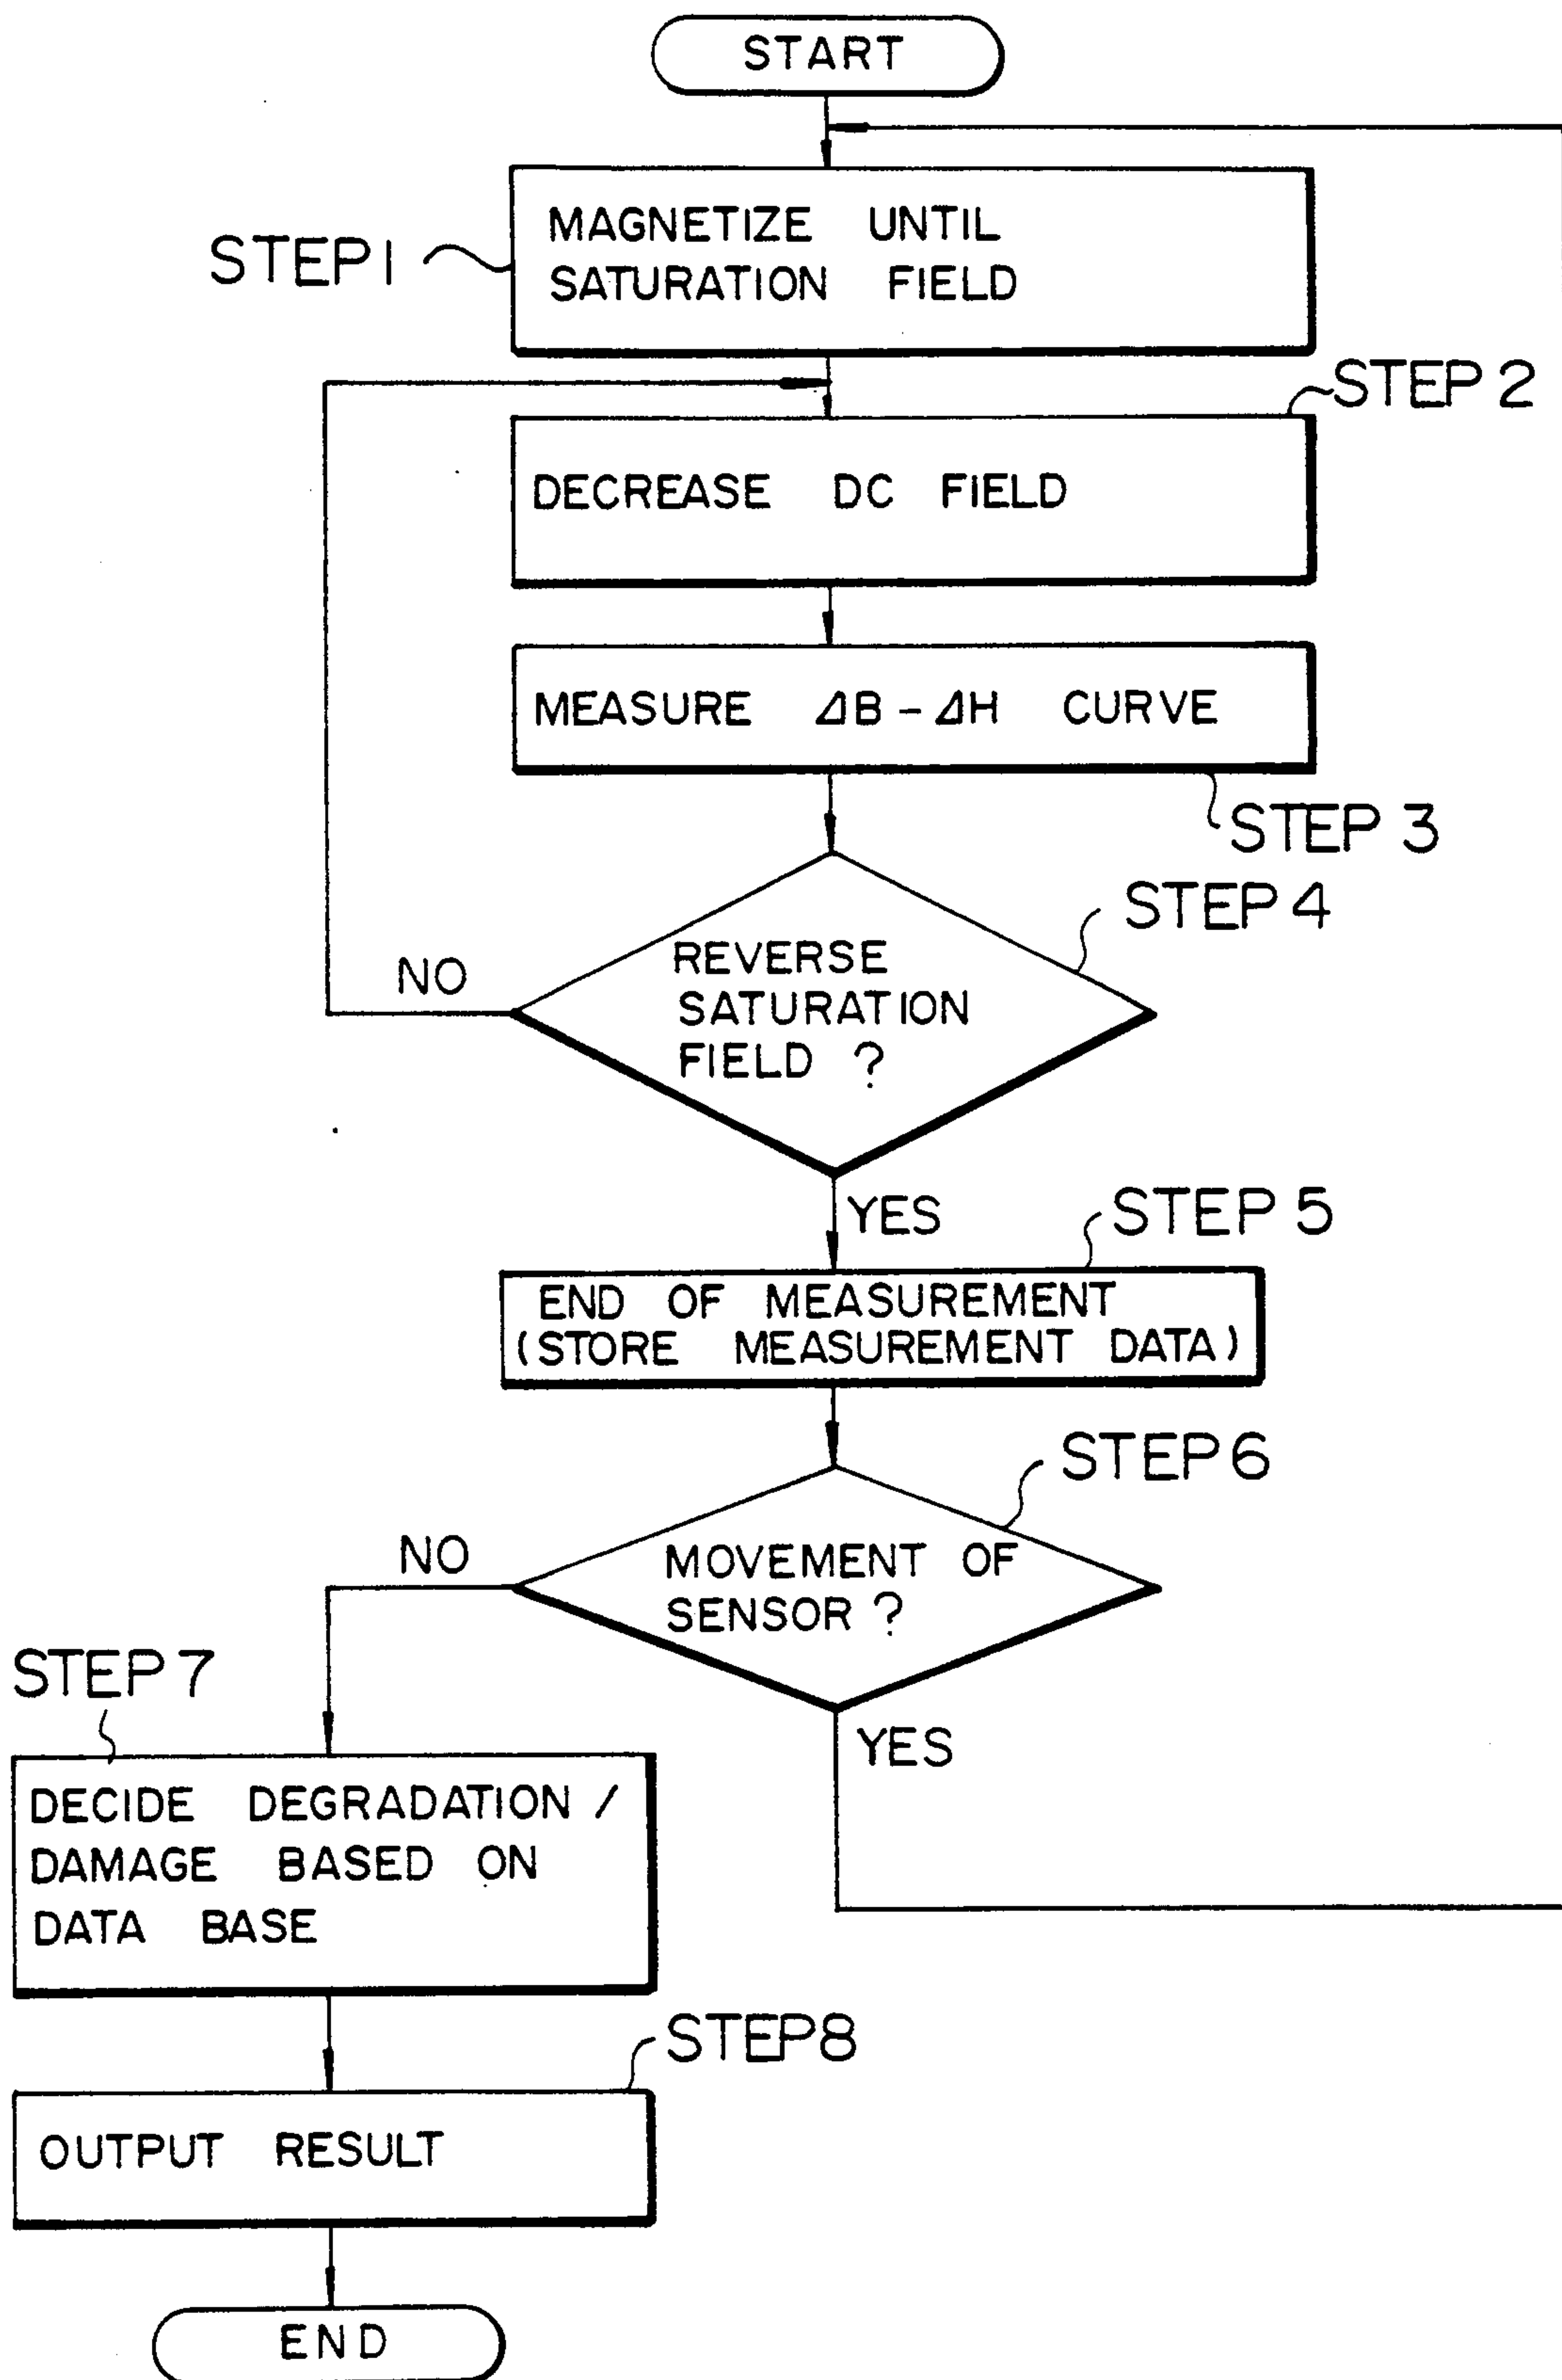 START
STEP 1
MAGNETIZE UNTIL
SATURATION FIELD
STEP 2
DECREASE DC FIELD
MEASURE ΔB-ΔH CURVE
STEP 3
STEP 4
REVERSE
SATURATION
FIELD ?
NO
YES
STEP 5
END OF MEASUREMENT
(STORE MEASUREMENT DATA)
STEP 6
MOVEMENT OF
SENSOR ?
NO
YES
STEP 7
DECIDE DEGRADATION /
DAMAGE BASED ON
DATA BASE
STEP 8
OUTPUT RESULT
END